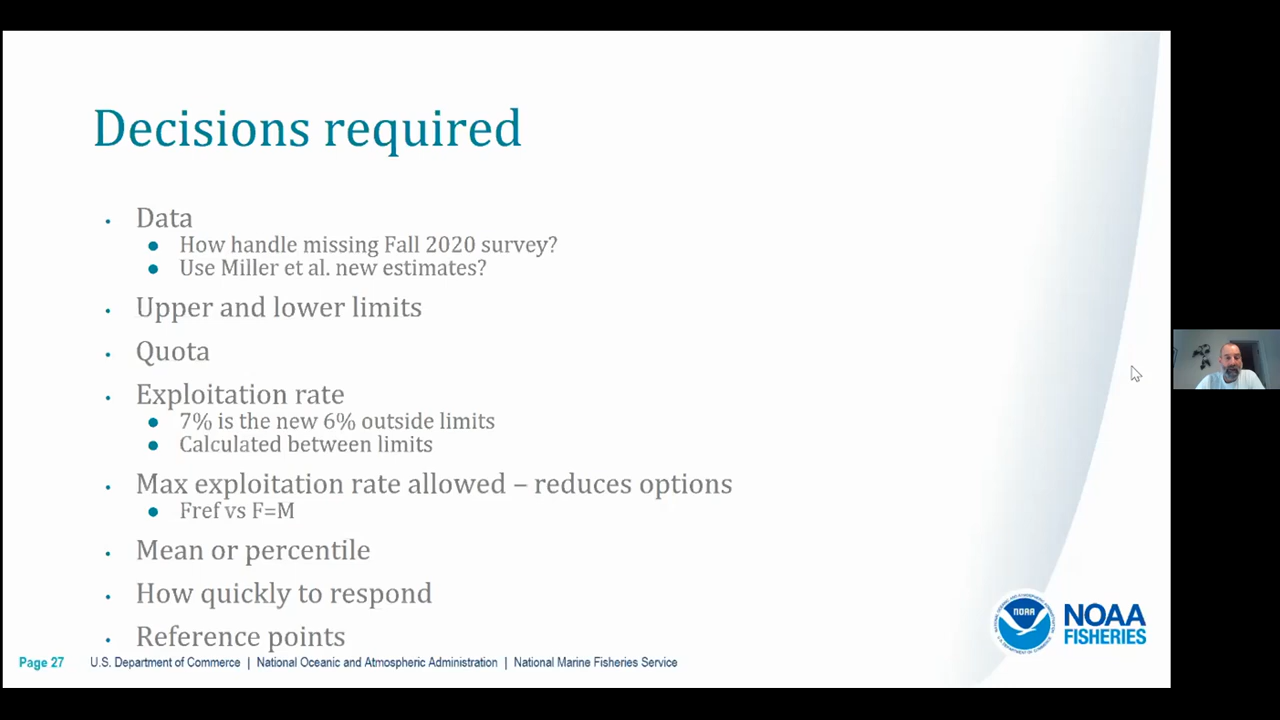 Decisions required
• Data
● How handle missing Fall 2020 survey?
● Use Miller et al. new estimates?
• Upper and lower limits
• Quota
• Exploitation rate
● 7% is the new 6% outside limits
● Calculated between limits
• Max exploitation rate allowed – reduces options
● Fref vs F=M
• Mean or percentile
• How quickly to respond
• Reference points
NOAA
NOAA
FISHERIES
Page 27 U.S. Department of Commerce | National Oceanic and Atmospheric Administration | National Marine Fisheries Service